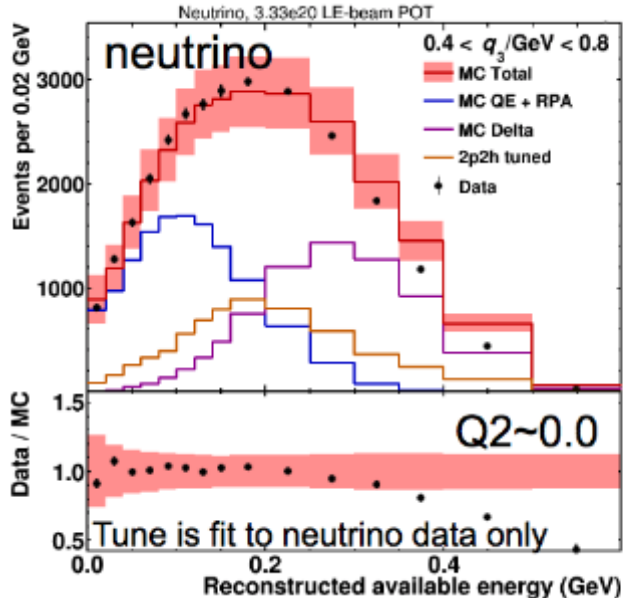 Neutrino, 3.33e20 LE-beam POT
neutrino
0.4 < q3/GeV < 0.8
MC Total
MC QE + RPA
MC Delta
2p2h tuned
Data
Events per 0.02 GeV
3000
2000
1000
Data / MC
1.5
1.0
0.5
Q2~0.0
Tune is fit to neutrino data only
0.0
0.2
0.4
Reconstructed available energy (GeV)